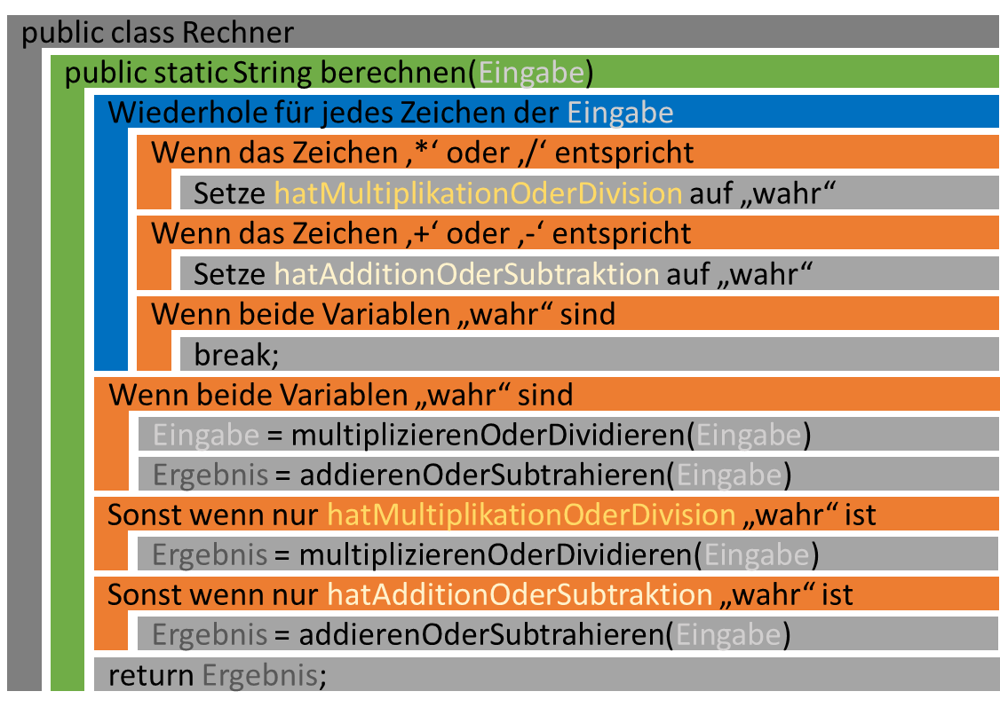 public class Rechner
public static String berechnen(Eingabe)
Wiederhole für jedes Zeichen der Eingabe
Wenn das Zeichen ‚*‘ oder ‚/‘ entspricht
Setze hatMultiplikationOderDivision auf „wahr“
Wenn das Zeichen ‚+‘ oder ‚-‘ entspricht
Setze hatAdditionOderSubtraktion auf „wahr“
Wenn beide Variablen „wahr“ sind
break;
Wenn beide Variablen „wahr“ sind
Eingabe = multiplizierenOderDividieren(Eingabe)
Ergebnis = addierenOderSubtrahieren(Eingabe)
Sonst wenn nur hatMultiplikationOderDivision „wahr“ ist
Ergebnis = multiplizierenOderDividieren(Eingabe)
Sonst wenn nur hatAdditionOderSubtraktion „wahr“ ist
Ergebnis = addierenOderSubtrahieren(Eingabe)
return Ergebnis;